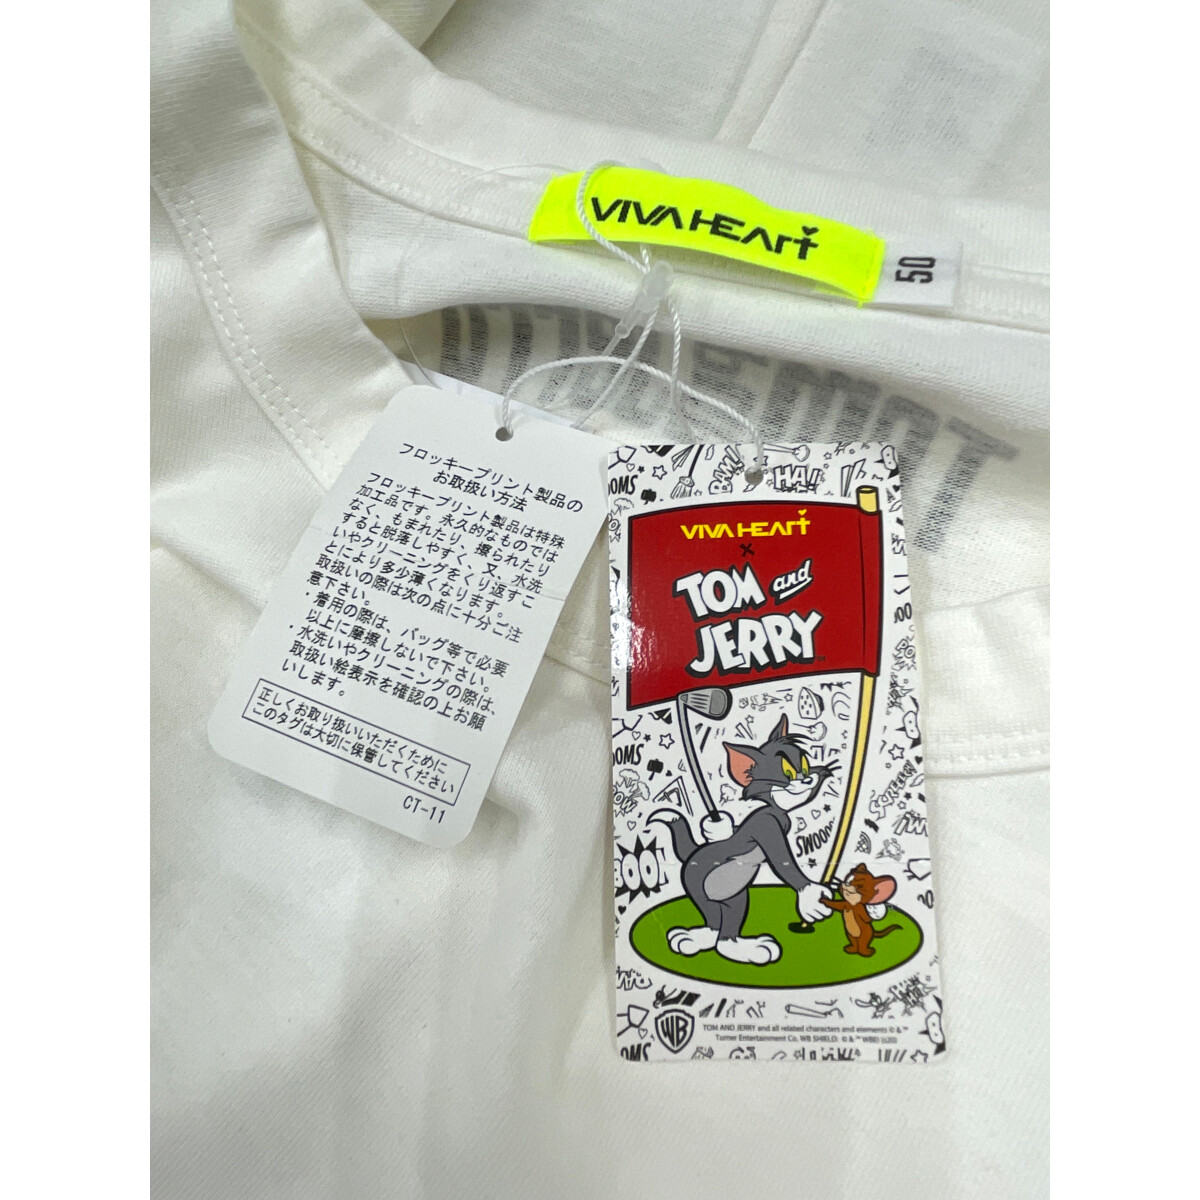 VIVA HEART
50
フロッキープリント製品の
お取扱い方法
フロッキープリント製品は特殊
加工品です。永久的なものでは
なく、もまれたり、擦られたり
すると脱落しやすく、又、水洗
いやクリーニングをくり返すこ
とにより多少薄くなります。
取扱いの際は次の点に十分ご注
意下さい。
・着用の際は、バッグ等で必要
以上に摩擦しないで下さい。
・水洗いやクリーニングの際は、
取扱い絵表示を確認の上お願
いします。
正しくお取り扱いいただくために
このタグは大切に保管してください
CT-11
BAM!
HA!!
OOMS
VIVA HEART
×
TOM and
JERRY
TM
OOMS
SCREECH
SWOOO
BOOM
WB
TOM AND JERRY and all related characters and elements © & ™
Turner Entertainment Co. WB SHIELD: © & ™ WBEI (s20)